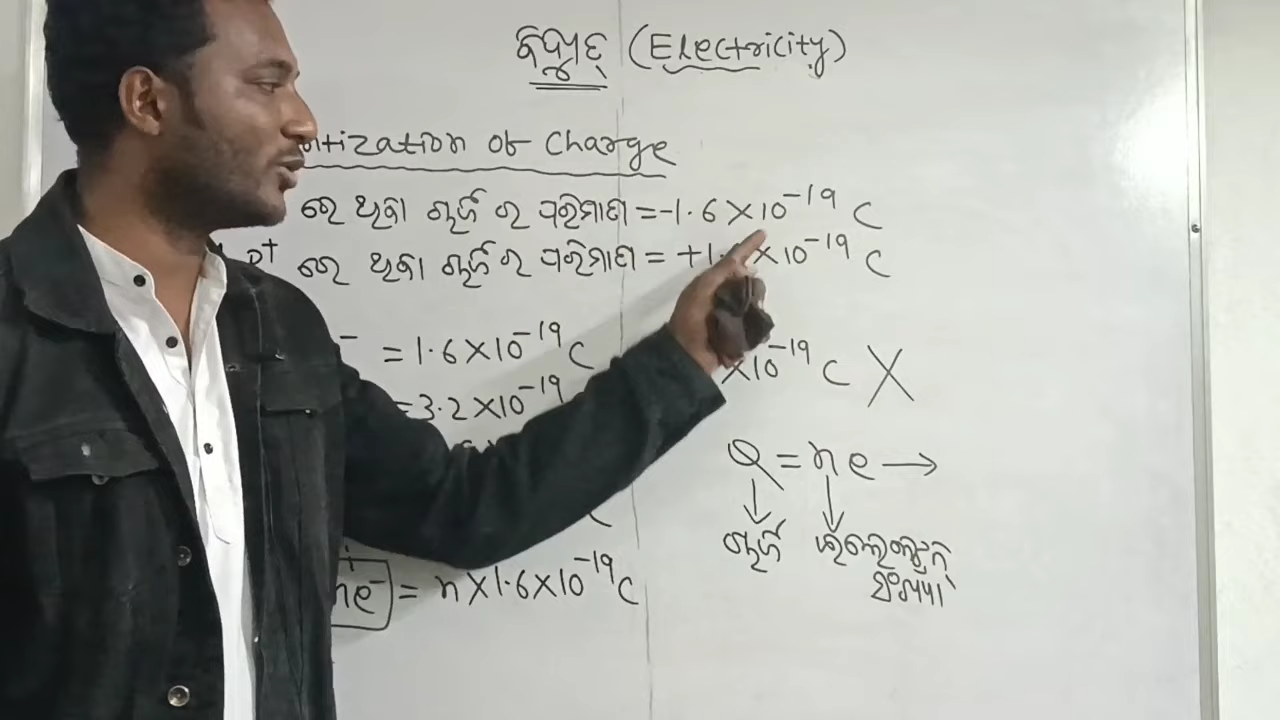 ବିଦ୍ୟୁତ୍ (Electricity)
ntization of Charge
ରେ ଥିବା ଚାର୍ଜ ର ପରିମାଣ = -1.6 × 10⁻¹⁹ C
P⁺ ରେ ଥିବା ଚାର୍ଜ ର ପରିମାଣ = +1. × 10⁻¹⁹ C
⁻ = 1.6 × 10⁻¹⁹ C
= 3.2 × 10⁻¹⁹
× 10⁻¹⁹ C X
Q = ne →
ଚାର୍ଜ ଇଲେକ୍ଟ୍ରନ୍
ସଂଖ୍ୟା
ne⁻ = n × 1.6 × 10⁻¹⁹ C